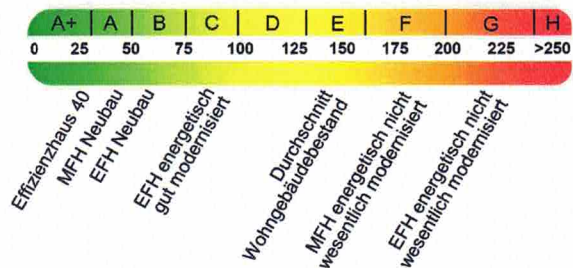 A+ A B C D E F G H
0 25 50 75 100 125 150 175 200 225 >250
Effizienzhaus 40
MFH Neubau
EFH Neubau
EFH energetisch
gut modernisiert
Durchschnitt
Wohngebäudebestand
MFH energetisch nicht
wesentlich modernisiert
EFH energetisch nicht
wesentlich modernisiert